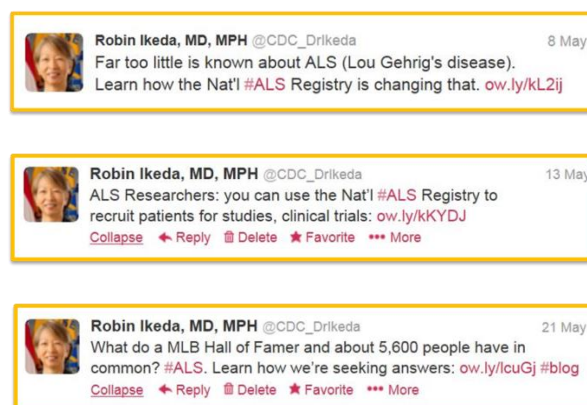 Robin Ikeda, MD, MPH @CDC_DrIkeda 8 May
Far too little is known about ALS (Lou Gehrig's disease).
Learn how the Nat'l #ALS Registry is changing that. ow.ly/kL2ij
Robin Ikeda, MD, MPH @CDC_DrIkeda 13 May
ALS Researchers: you can use the Nat'l #ALS Registry to
recruit patients for studies, clinical trials: ow.ly/kKYDJ
Collapse Reply Delete Favorite More
Robin Ikeda, MD, MPH @CDC_DrIkeda 21 May
What do a MLB Hall of Famer and about 5,600 people have in
common? #ALS. Learn how we're seeking answers: ow.ly/lcuGj #blog
Collapse Reply Delete Favorite More